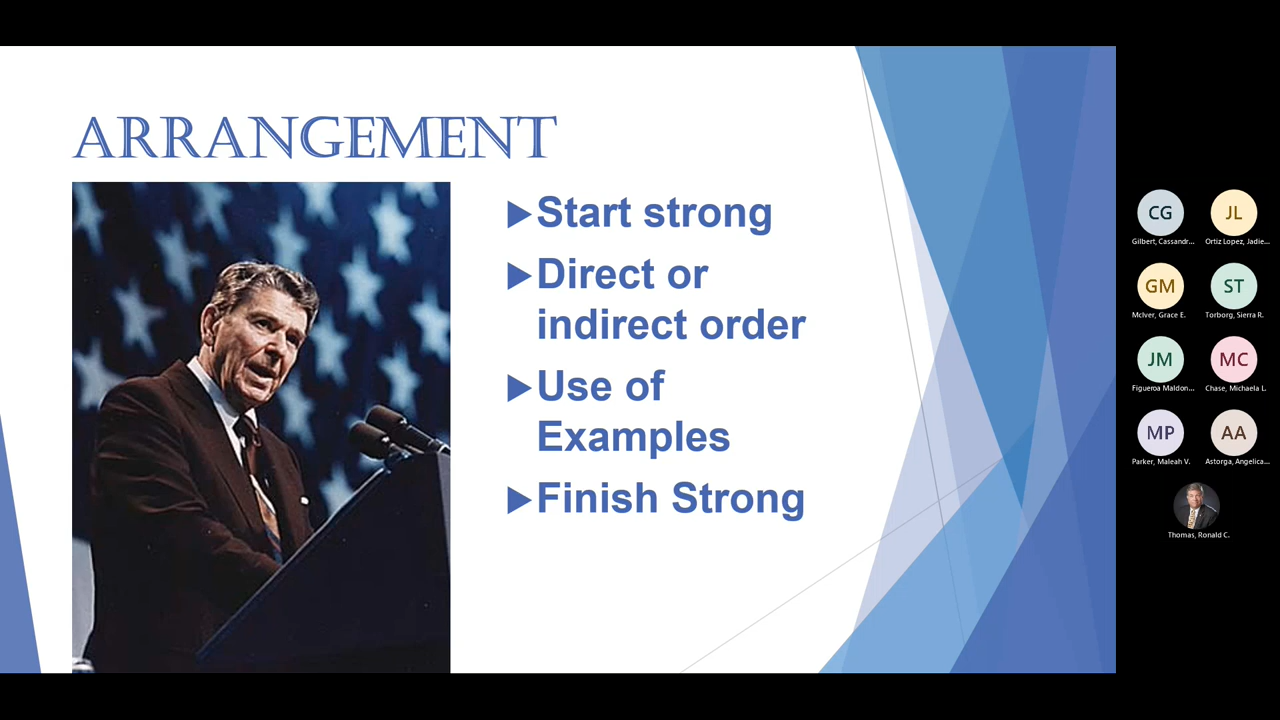 ARRANGEMENT
▶Start strong
▶Direct or
indirect order
▶Use of
Examples
▶Finish Strong
CG
JL
Gilbert, Cassandr...
Ortiz Lopez, Jadie...
GM
ST
McIver, Grace E.
Torborg, Sierra R.
JM
MC
Figueroa Maldon...
Chase, Michaela L.
MP
AA
Parker, Maleah V.
Astorga, Angelica...
Thomas, Ronald C.